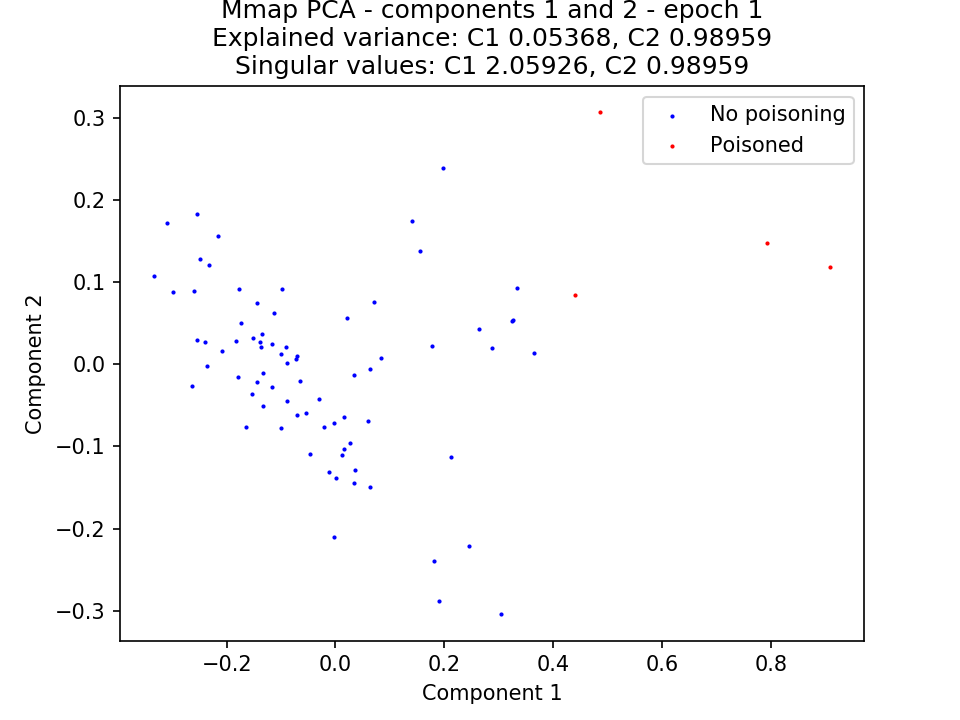 Mmap PCA - components 1 and 2 - epoch 1
Explained variance: C1 0.05368, C2 0.98959
Singular values: C1 2.05926, C2 0.98959
No poisoning
Poisoned
0.3
0.2
0.1
0.0
−0.1
−0.2
−0.3
Component 2
−0.2
0.0
0.2
0.4
0.6
0.8
Component 1